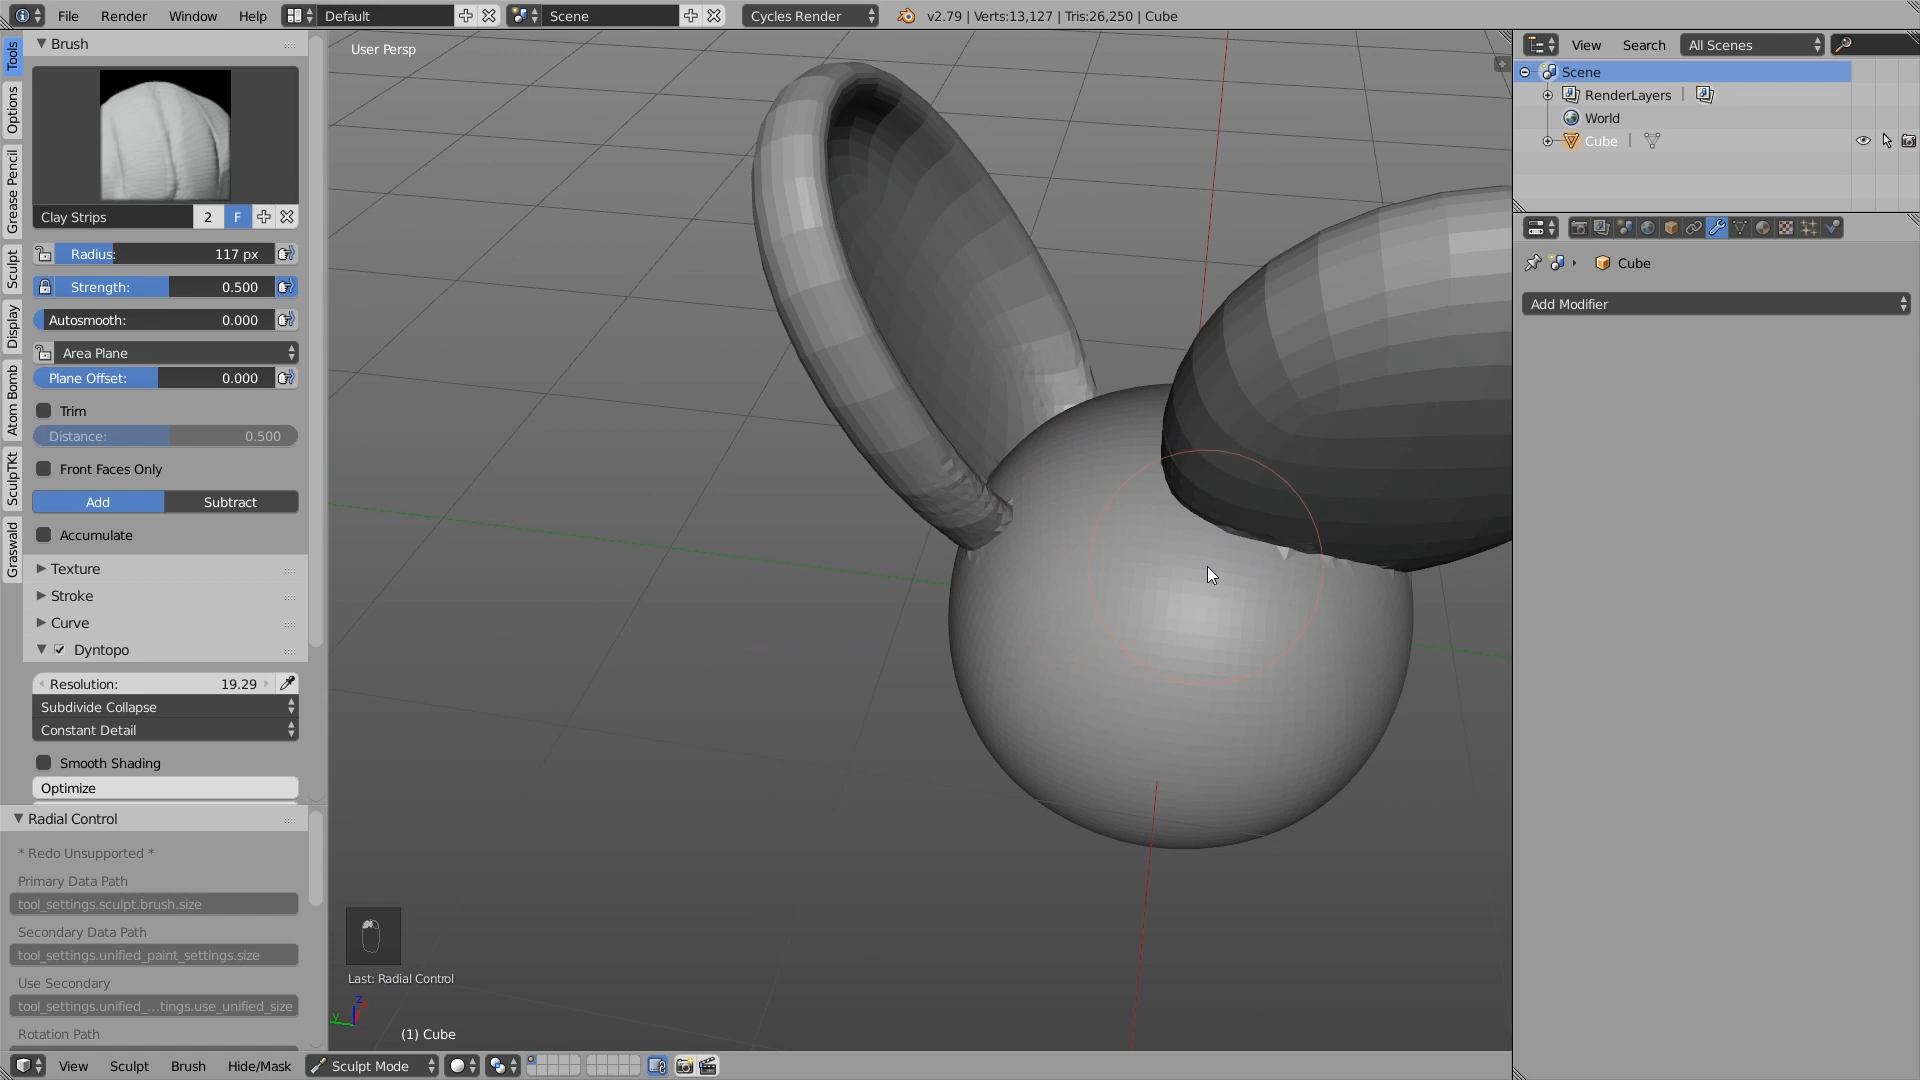 File Render Window Help Default Scene Cycles Render v2.79 | Verts:13,127 | Tris:26,250 | Cube
Tools
Options
Grease Pencil
Sculpt
Display
Atom Bomb
SculpTKt
Graswald
Brush
Clay Strips 2 F
Radius: 117 px
Strength: 0.500
Autosmooth: 0.000
Area Plane
Plane Offset: 0.000
Trim
Distance: 0.500
Front Faces Only
Add Subtract
Accumulate
Texture
Stroke
Curve
Dyntopo
Resolution: 19.29
Subdivide Collapse
Constant Detail
Smooth Shading
Optimize
Radial Control
* Redo Unsupported *
Primary Data Path
tool_settings.sculpt.brush.size
Secondary Data Path
tool_settings.unified_paint_settings.size
Use Secondary
tool_settings.unified_...tings.use_unified_size
Rotation Path
User Persp
Last: Radial Control
z
y
(1) Cube
View Sculpt Brush Hide/Mask Sculpt Mode
View Search All Scenes
Scene
RenderLayers |
World
Cube |
Cube
Add Modifier